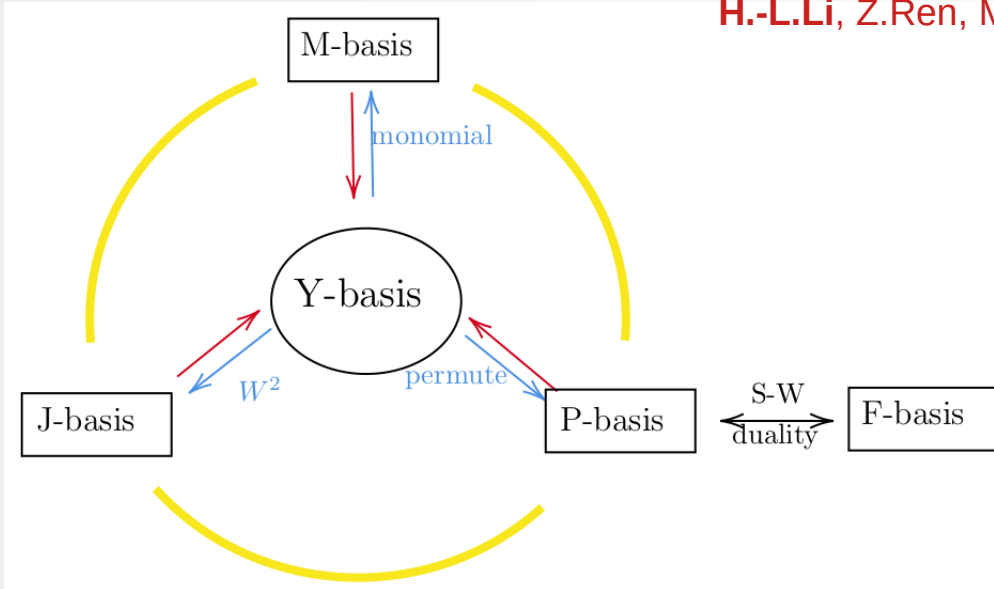 H.-L.Li, Z.Ren, M
M-basis
monomial
Y-basis
W²
permute
J-basis
P-basis
S-W
duality
F-basis